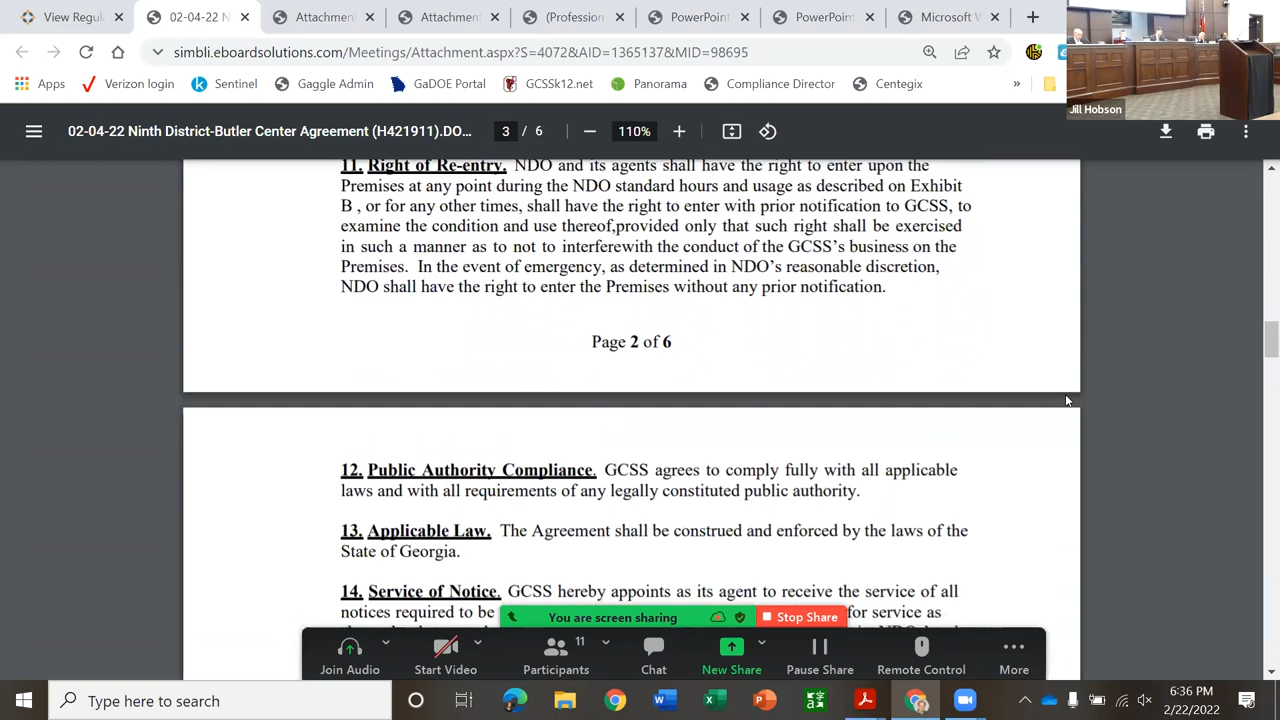 View Regu
02-04-22 N
Attachment
Attachment
(Profession
PowerPoint
PowerPoin
Microsoft W
simbli.eboardsolutions.com/Meetings/Attachment.aspx?S=4072&AID=1365137&MID=98695
Apps
Verizon login
Sentinel
Gaggle Admin
GaDOE Portal
GCSSk12.net
Panorama
Compliance Director
Centegix
»
Jill Hobson
02-04-22 Ninth District-Butler Center Agreement (H421911).DO...
3 / 6
110%
11. Right of Re-entry. NDO and its agents shall have the right to enter upon the
Premises at any point during the NDO standard hours and usage as described on Exhibit
B , or for any other times, shall have the right to enter with prior notification to GCSS, to
examine the condition and use thereof,provided only that such right shall be exercised
in such a manner as to not to interferewith the conduct of the GCSS's business on the
Premises. In the event of emergency, as determined in NDO's reasonable discretion,
NDO shall have the right to enter the Premises without any prior notification.
Page 2 of 6
12. Public Authority Compliance. GCSS agrees to comply fully with all applicable
laws and with all requirements of any legally constituted public authority.
13. Applicable Law. The Agreement shall be construed and enforced by the laws of the
State of Georgia.
14. Service of Notice. GCSS hereby appoints as its agent to receive the service of all
notices required to be
for service as
You are screen sharing
Stop Share
Join Audio
Start Video
11
Participants
Chat
New Share
Pause Share
Remote Control
More
Type here to search
6:36 PM
2/22/2022